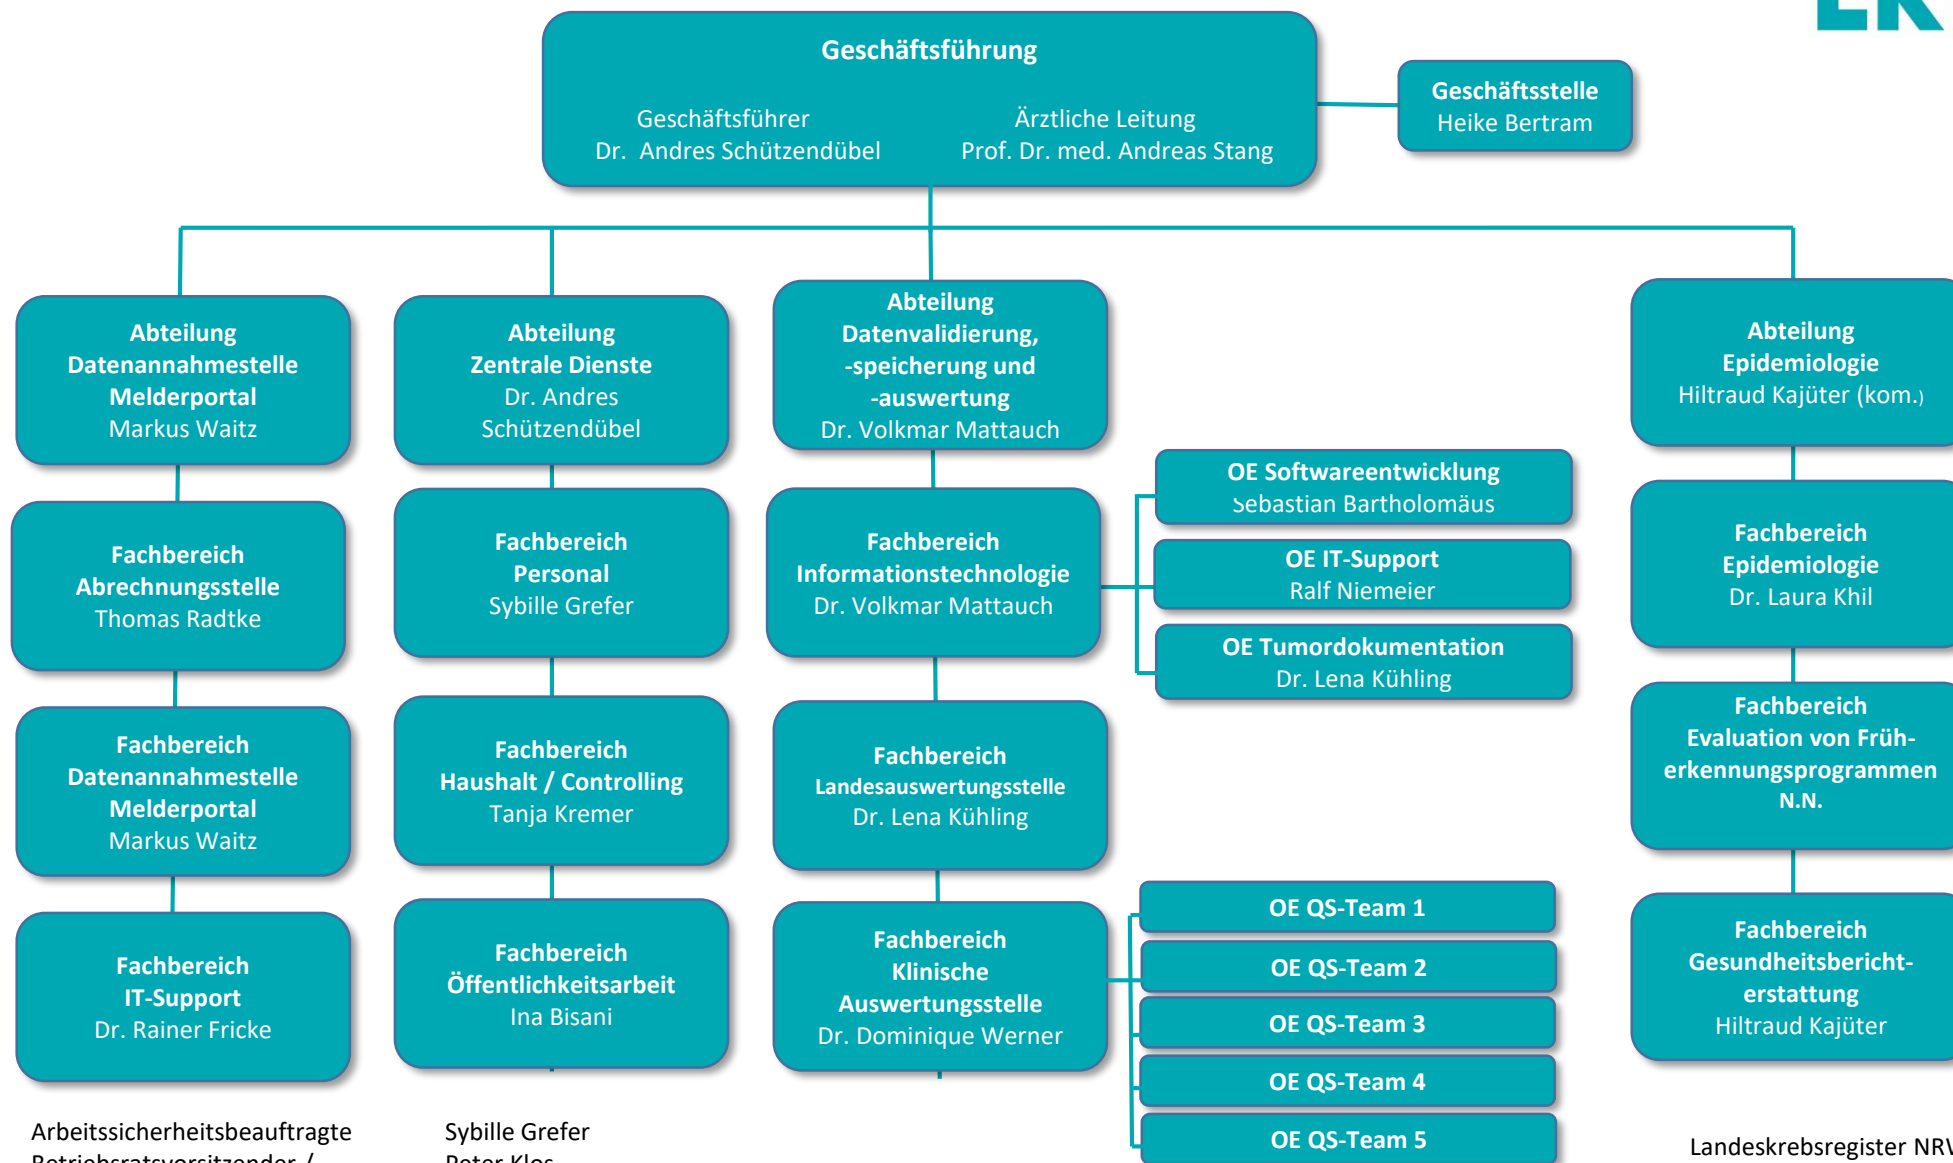 LK
Geschäftsführung
Geschäftsführer
Dr. Andres Schützendübel
Ärztliche Leitung
Prof. Dr. med. Andreas Stang
Geschäftsstelle
Heike Bertram
Abteilung
Datenannahmestelle
Melderportal
Markus Waitz
Fachbereich
Abrechnungsstelle
Thomas Radtke
Fachbereich
Datenannahmestelle
Melderportal
Markus Waitz
Fachbereich
IT-Support
Dr. Rainer Fricke
Abteilung
Zentrale Dienste
Dr. Andres
Schützendübel
Fachbereich
Personal
Sybille Grefer
Fachbereich
Haushalt / Controlling
Tanja Kremer
Fachbereich
Öffentlichkeitsarbeit
Ina Bisani
Abteilung
Datenvalidierung,
-speicherung und
-auswertung
Dr. Volkmar Mattauch
Fachbereich
Informationstechnologie
Dr. Volkmar Mattauch
OE Softwareentwicklung
Sebastian Bartholomäus
OE IT-Support
Ralf Niemeier
OE Tumordokumentation
Dr. Lena Kühling
Fachbereich
Landesauswertungsstelle
Dr. Lena Kühling
Fachbereich
Klinische
Auswertungsstelle
Dr. Dominique Werner
OE QS-Team 1
OE QS-Team 2
OE QS-Team 3
OE QS-Team 4
OE QS-Team 5
Abteilung
Epidemiologie
Hiltraud Kajüter (kom.)
Fachbereich
Epidemiologie
Dr. Laura Khil
Fachbereich
Evaluation von Früh-
erkennungsprogrammen
N.N.
Fachbereich
Gesundheitsbericht-
erstattung
Hiltraud Kajüter
Arbeitssicherheitsbeauftragte
Betriebsratsvorsitzender /
Sybille Grefer
Peter Klos
Landeskrebsregister NRW